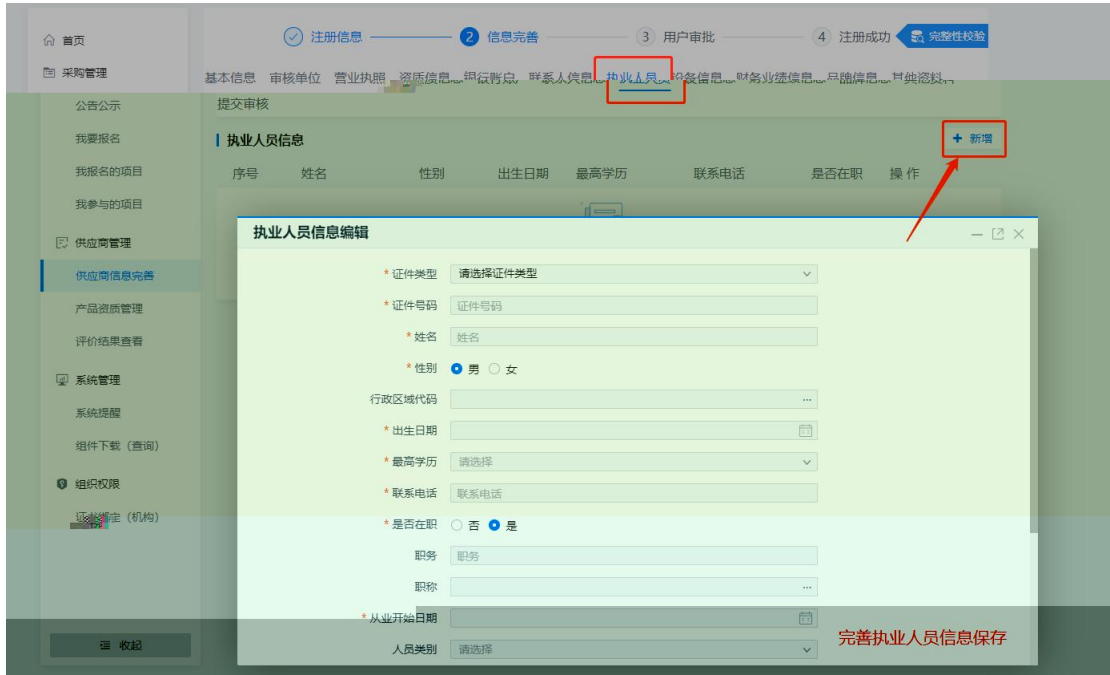 首页
采购管理
公告公示
我要报名
我报名的项目
我参与的项目
供应商管理
供应商信息完善
产品资质管理
评价结果查看
系统管理
系统提醒
组件下载（查询）
组织权限
证书绑定（机构）
收起
注册信息 2 信息完善 3 用户审批 4 注册成功 完整性校验
基本信息 审核单位 营业执照 资质信息 银行账户 联系人信息 执业人员 设备信息 财务业绩信息 品牌信息 其他资料
提交审核
执业人员信息 + 新增
序号 姓名 性别 出生日期 最高学历 联系电话 是否在职 操作
执业人员信息编辑
* 证件类型 请选择证件类型
* 证件号码 证件号码
* 姓名 姓名
* 性别 男 女
行政区域代码 ...
* 出生日期
* 最高学历 请选择
* 联系电话 联系电话
* 是否在职 否 是
职务 职务
职称 ...
* 从业开始日期
人员类别 请选择
完善执业人员信息保存